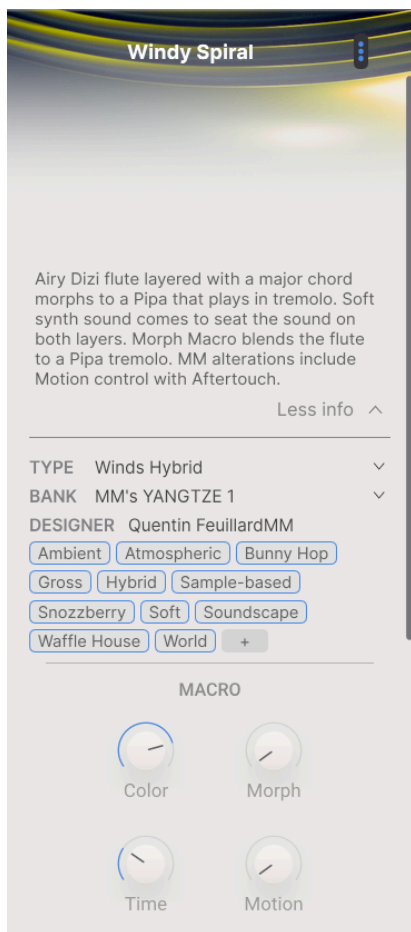 Windy Spiral
Airy Dizi flute layered with a major chord
morphs to a Pipa that plays in tremolo. Soft
synth sound comes to seat the sound on
both layers. Morph Macro blends the flute
to a Pipa tremolo. MM alterations include
Motion control with Aftertouch.
Less info
TYPE Winds Hybrid
BANK MM's YANGTZE 1
DESIGNER Quentin FeuillardMM
Ambient Atmospheric Bunny Hop
Gross Hybrid Sample-based
Snozzberry Soft Soundscape
Waffle House World +
MACRO
Color Morph
Time Motion